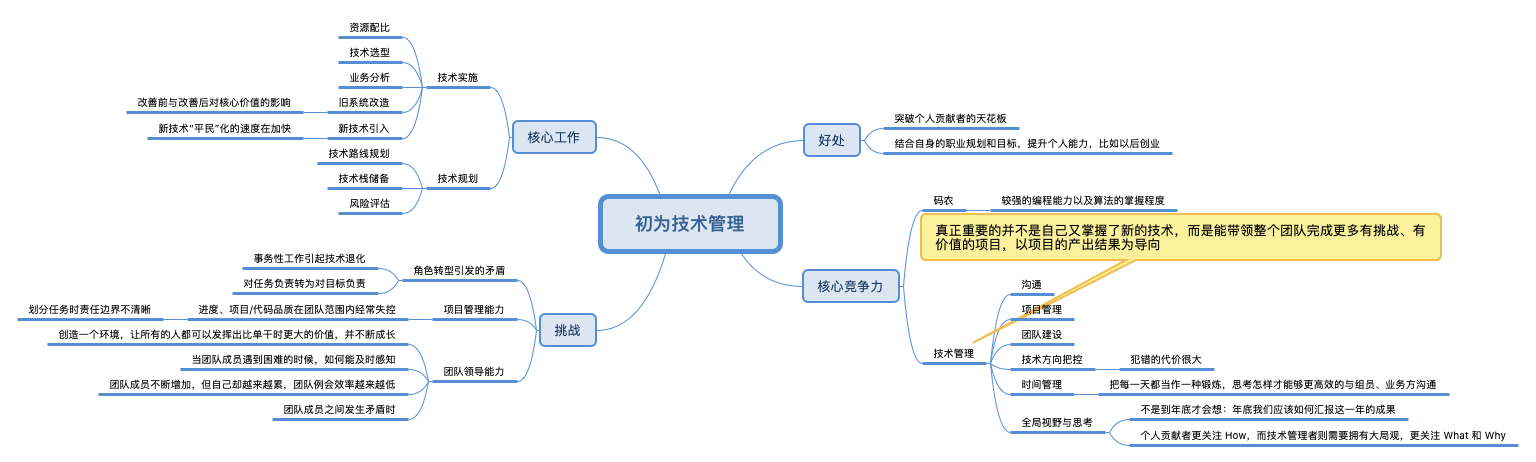 初为技术管理
核心工作
技术实施
资源配比
技术选型
业务分析
旧系统改造
改善前与改善后对核心价值的影响
新技术引入
新技术“平民”化的速度在加快
技术规划
技术路线规划
技术栈储备
风险评估
挑战
角色转型引发的矛盾
事务性工作引起技术退化
对任务负责转为对目标负责
项目管理能力
进度、项目/代码品质在团队范围内经常失控
划分任务时责任边界不清晰
团队领导能力
创造一个环境，让所有的人都可以发挥出比单干时更大的价值，并不断成长
当团队成员遇到困难的时候，如何能及时感知
团队成员不断增加，但自己却越来越累，团队例会效率越来越低
团队成员之间发生矛盾时
好处
突破个人贡献者的天花板
结合自身的职业规划和目标，提升个人能力，比如以后创业
核心竞争力
码农
较强的编程能力以及算法的掌握程度
真正重要的并不是自己又掌握了新的技术，而是能带领整个团队完成更多有挑战、有
价值的项目，以项目的产出结果为导向
技术管理
沟通
项目管理
团队建设
技术方向把控
犯错的代价很大
时间管理
把每一天都当作一种锻炼，思考怎样才能够更高效的与组员、业务方沟通
全局视野与思考
不是到年底才会想：年底我们应该如何汇报这一年的成果
个人贡献者更关注 How，而技术管理者则需要拥有大局观，更关注 What 和 Why